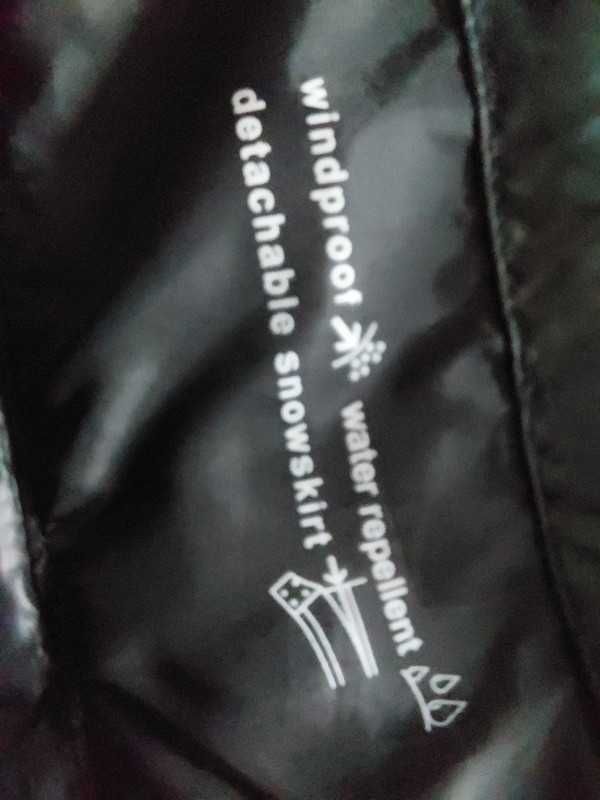 windproof water repellent
detachable snowskirt